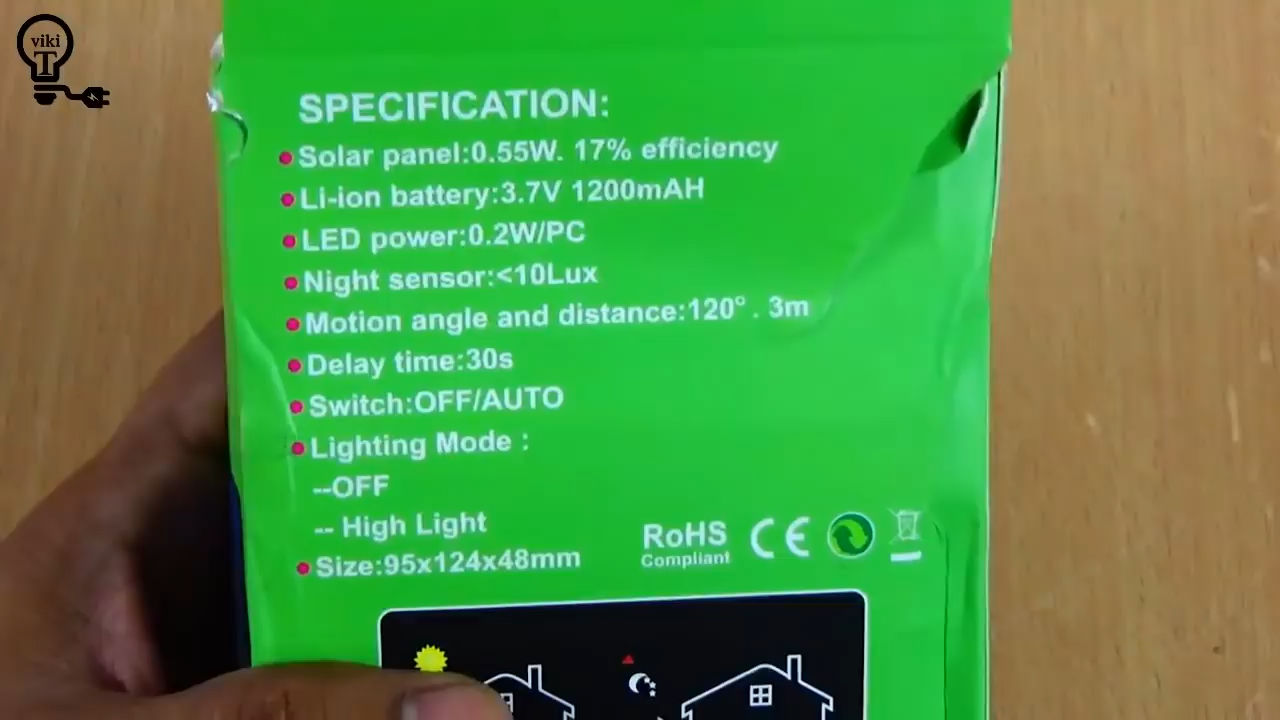 viki
T
SPECIFICATION:
Solar panel:0.55W. 17% efficiency
Li-ion battery:3.7V 1200mAH
LED power:0.2W/PC
Night sensor:<10Lux
Motion angle and distance:120° . 3m
Delay time:30s
Switch:OFF/AUTO
Lighting Mode :
--OFF
-- High Light
Size:95x124x48mm
RoHS
Compliant
CE